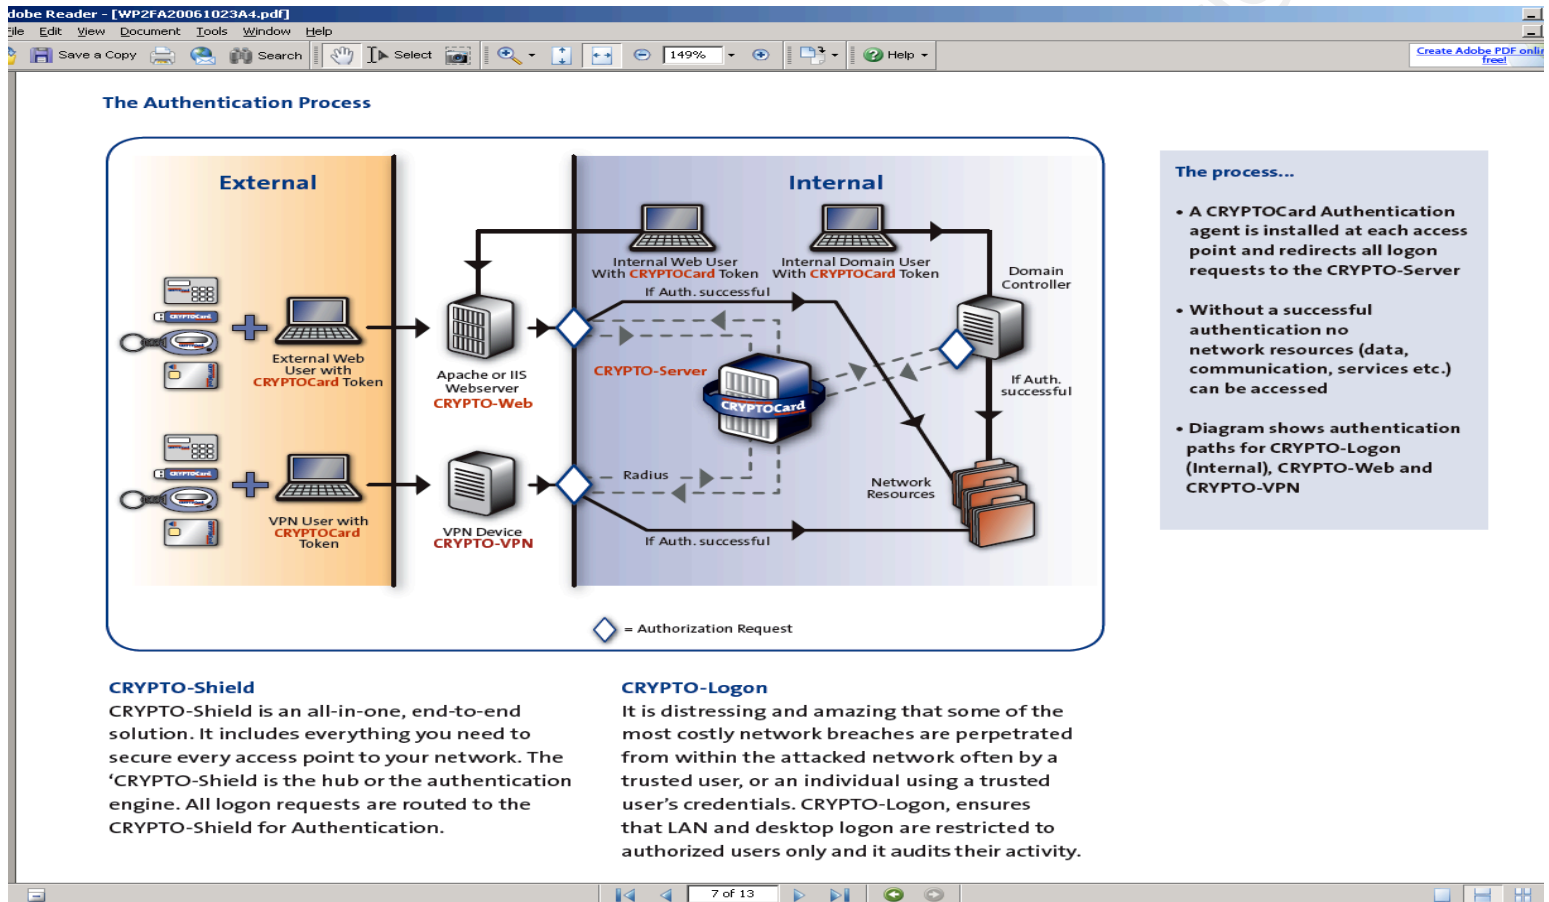 dobe Reader - [WP2FA20061023A4.pdf]
File Edit View Document Tools Window Help
Save a Copy Search Select 149% Help
Create Adobe PDF onlin
free!
The Authentication Process
External
Internal
Internal Web User
With CRYPTOCard Token
Internal Domain User
With CRYPTOCard Token
Domain
Controller
If Auth. successful
CRYPTOCard
External Web
User with
CRYPTOCard Token
Apache or IIS
Webserver
CRYPTO-Web
CRYPTO-Server
CRYPTOCard
If Auth.
successful
CRYPTOCard
VPN User with
CRYPTOCard
Token
VPN Device
CRYPTO-VPN
Radius
Network
Resources
If Auth. successful
= Authorization Request
The process...
• A CRYPTOCard Authentication
agent is installed at each access
point and redirects all logon
requests to the CRYPTO-Server
• Without a successful
authentication no
network resources (data,
communication, services etc.)
can be accessed
• Diagram shows authentication
paths for CRYPTO-Logon
(Internal), CRYPTO-Web and
CRYPTO-VPN
CRYPTO-Shield
CRYPTO-Shield is an all-in-one, end-to-end
solution. It includes everything you need to
secure every access point to your network. The
‘CRYPTO-Shield is the hub or the authentication
engine. All logon requests are routed to the
CRYPTO-Shield for Authentication.
CRYPTO-Logon
It is distressing and amazing that some of the
most costly network breaches are perpetrated
from within the attacked network often by a
trusted user, or an individual using a trusted
user’s credentials. CRYPTO-Logon, ensures
that LAN and desktop logon are restricted to
authorized users only and it audits their activity.
7 of 13